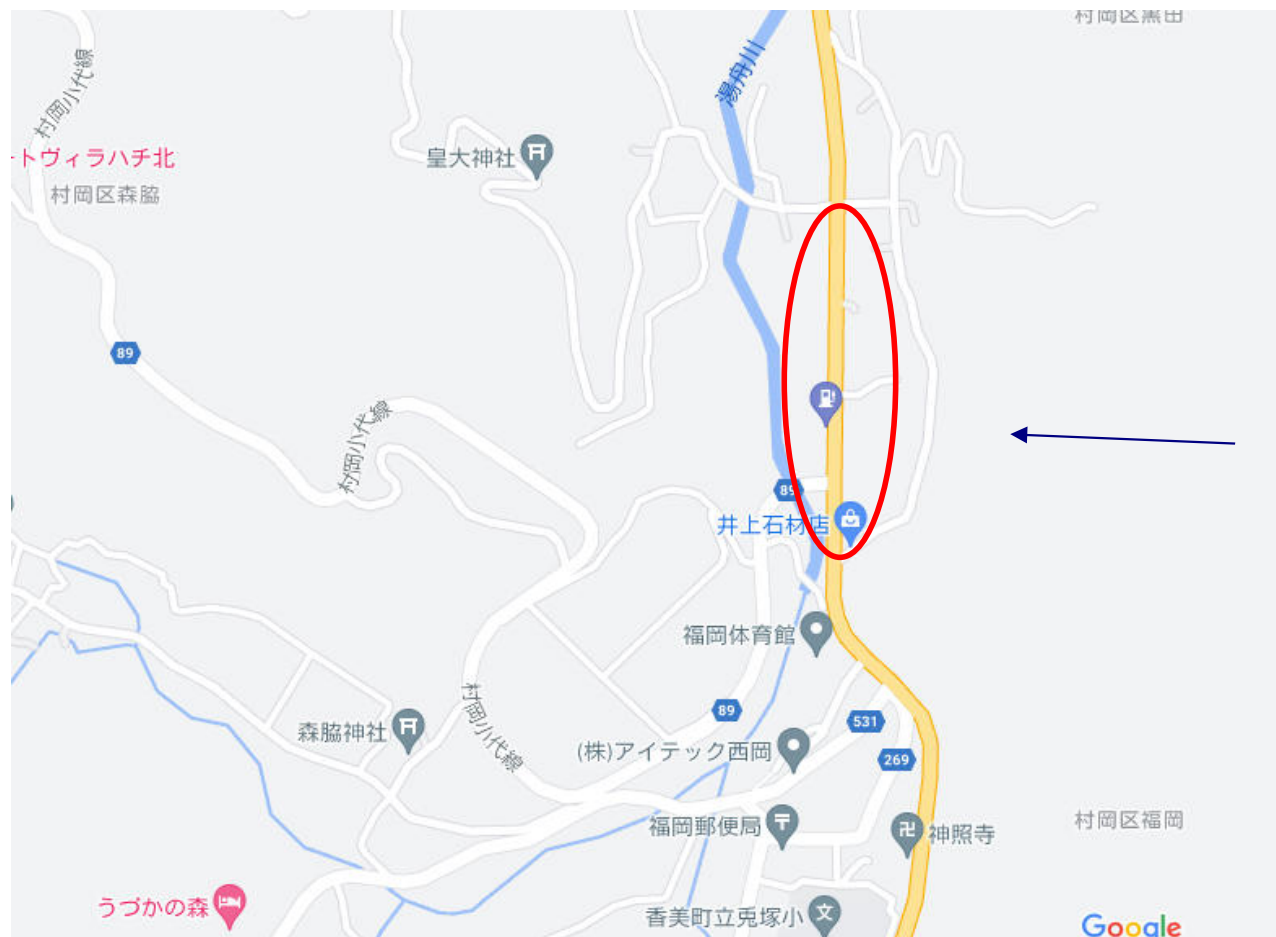 村岡区黒田
湯舟川
村岡小代線
皇大神社
トヴィラハチ北
村岡区森脇
89
村岡小代線
89
井上石材店
福岡体育館
村岡小代線
89
531
森脇神社
(株)アイテック西岡
269
福岡郵便局
村岡区福岡
神照寺
うづかの森
香美町立兎塚小
文
Google